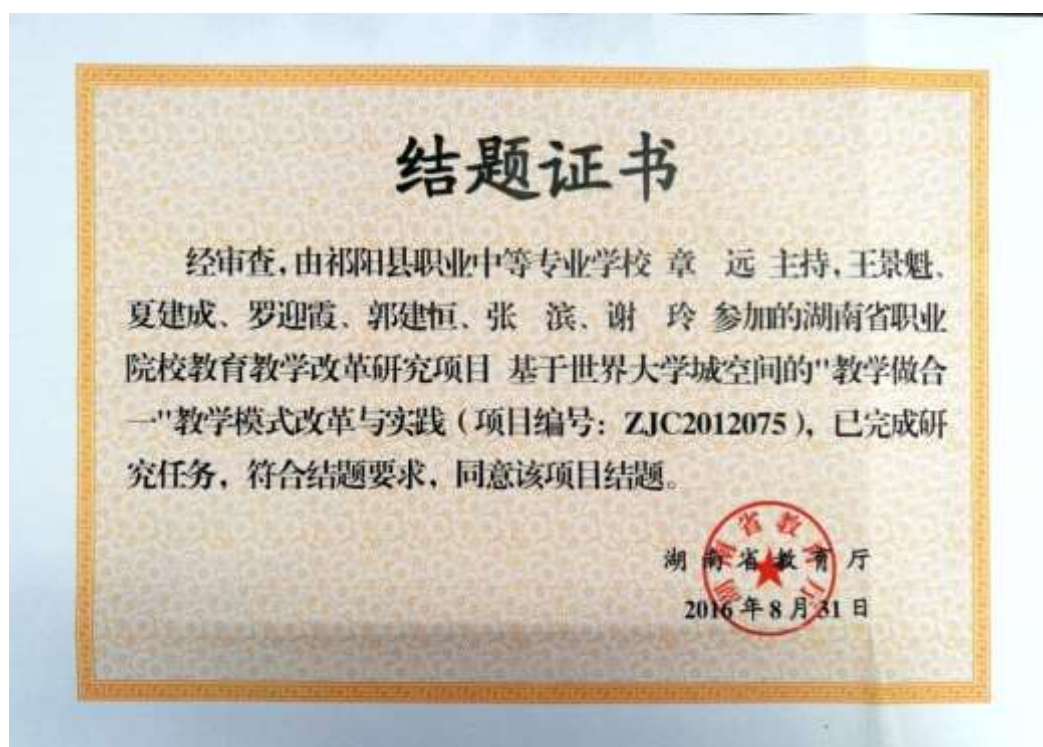 结题证书
经审查,由祁阳县职业中等专业学校 章 远 主持,王景魁、
夏建成、罗迎霞、郭建恒、张 滨、谢 玲 参加的湖南省职业
院校教育教学改革研究项目 基于世界大学城空间的"教学做合
一"教学模式改革与实践(项目编号:ZJC2012075),已完成研
究任务,符合结题要求,同意该项目结题。
湖南省教育厅
湖南省教育厅
2016年8月31日